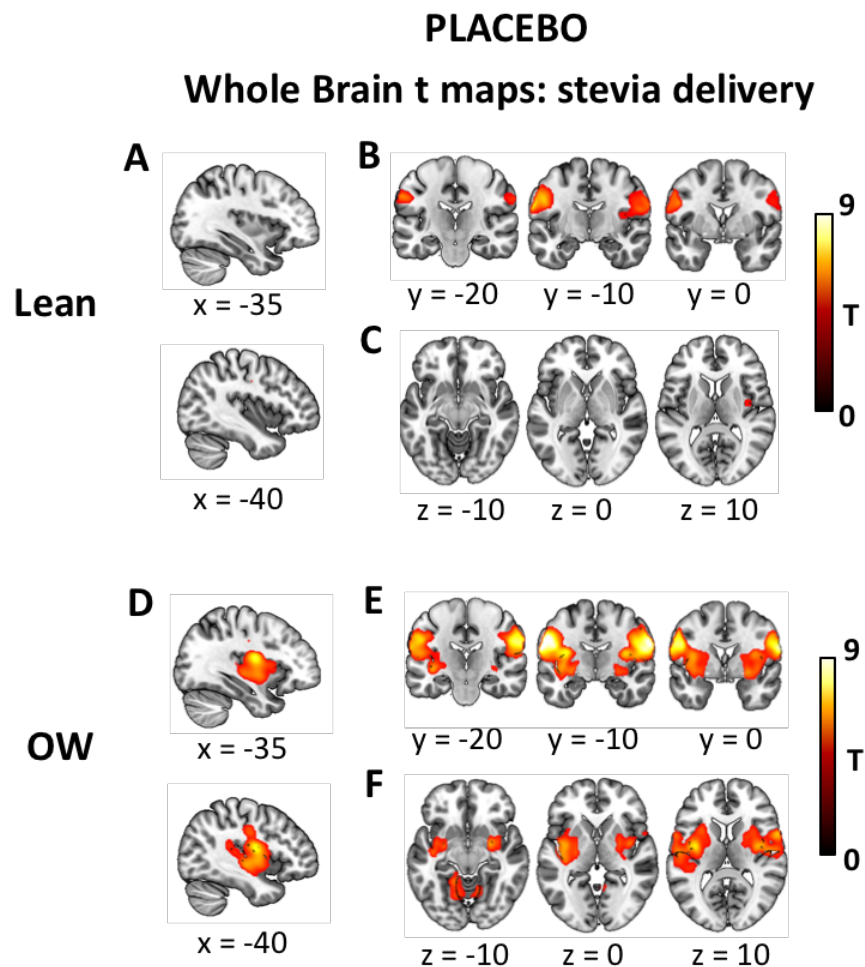 PLACEBO
Whole Brain t maps: stevia delivery
A
B
9
T
0
x = -35
y = -20
y = -10
y = 0
Lean
C
x = -40
z = -10
z = 0
z = 10
D
E
9
T
0
x = -35
y = -20
y = -10
y = 0
OW
F
x = -40
z = -10
z = 0
z = 10